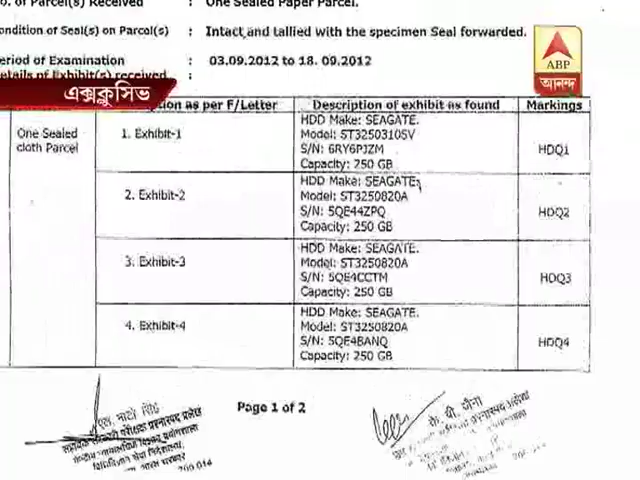 o. of Parcel(s) Received : One Sealed Paper Parcel.
ondition of Seal(s) on Parcel(s) : Intact and tallied with the specimen Seal forwarded.
eriod of Examination : 03.09.2012 to 18. 09.2012
etails of Exhibit(s) received :
ABP
আনন্দ
এক্সক্লুসিভ
tion as per F/Letter Description of exhibit as found Markings
One Sealed cloth Parcel
1. Exhibit-1
HDD Make: SEAGATE.
Model: ST3250310SV
S/N: 6RY6PJZM
Capacity: 250 GB
HDQ1
2. Exhibit-2
HDD Make: SEAGATE.
Model: ST3250820A
S/N: 5QE44ZPQ
Capacity: 250 GB
HDQ2
3. Exhibit-3
HDD Make: SEAGATE.
Model: ST3250820A
S/N: 5QE4CCTM
Capacity: 250 GB
HDQ3
4. Exhibit-4
HDD Make: SEAGATE.
Model: ST3250820A
S/N: 5QE4BANQ
Capacity: 250 GB
HDQ4
Page 1 of 2